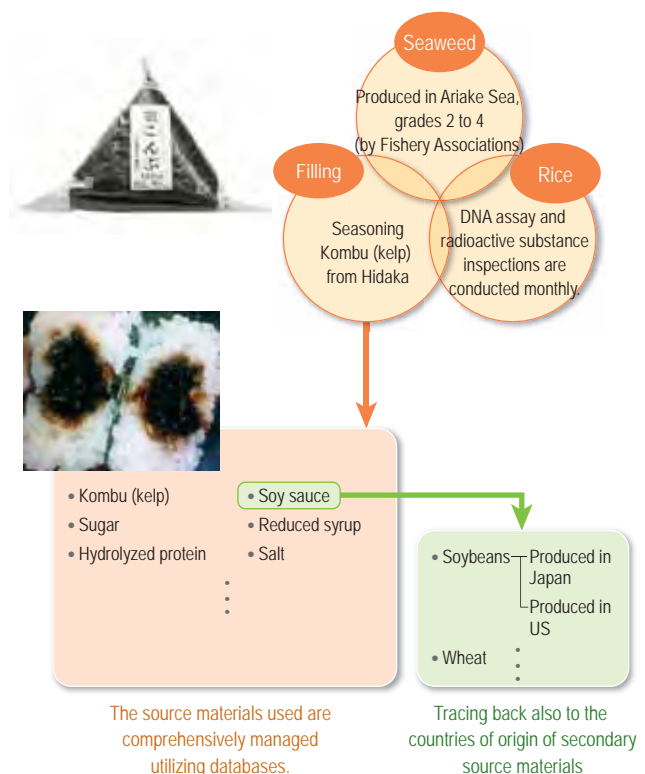 Seaweed
Produced in Ariake Sea,
grades 2 to 4
(by Fishery Associations)
Filling
Seasoning
Kombu (kelp)
from Hidaka
Rice
DNA assay and
radioactive substance
inspections are
conducted monthly.
• Kombu (kelp)
• Sugar
• Hydrolyzed protein
• Soy sauce
• Reduced syrup
• Salt
• Soybeans
Produced in
Japan
Produced in
US
• Wheat
The source materials used are
comprehensively managed
utilizing databases.
Tracing back also to the
countries of origin of secondary
source materials